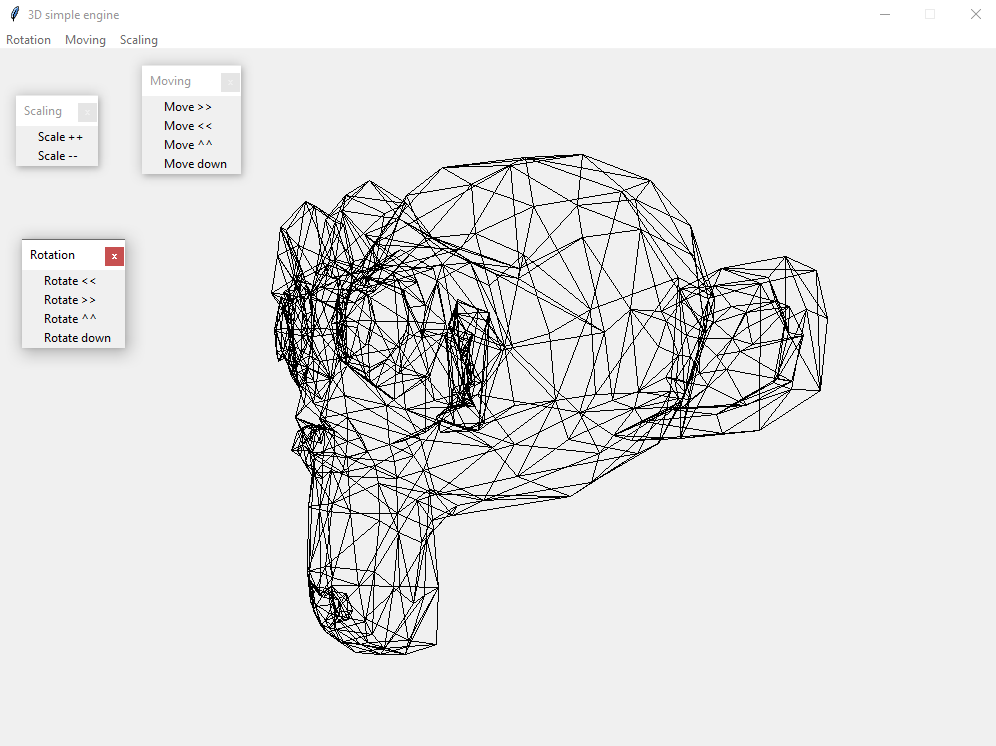 3D simple engine
Rotation Moving Scaling
Moving x
Move >>
Move <<
Move ^^
Move down
Scaling x
Scale ++
Scale --
Rotation x
Rotate <<
Rotate >>
Rotate ^^
Rotate down